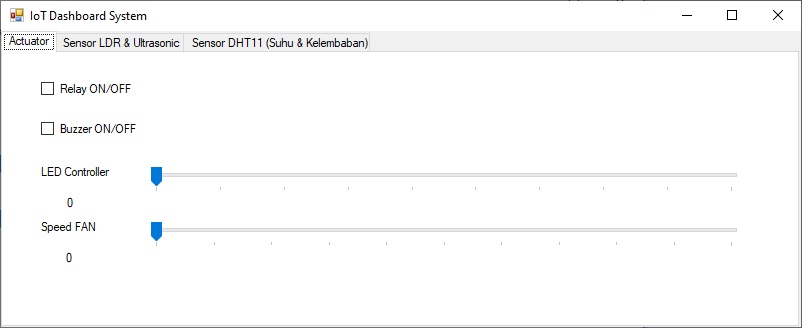 IoT Dashboard System
Actuator Sensor LDR & Ultrasonic Sensor DHT11 (Suhu & Kelembaban)
Relay ON/OFF
Buzzer ON/OFF
LED Controller
0
Speed FAN
0